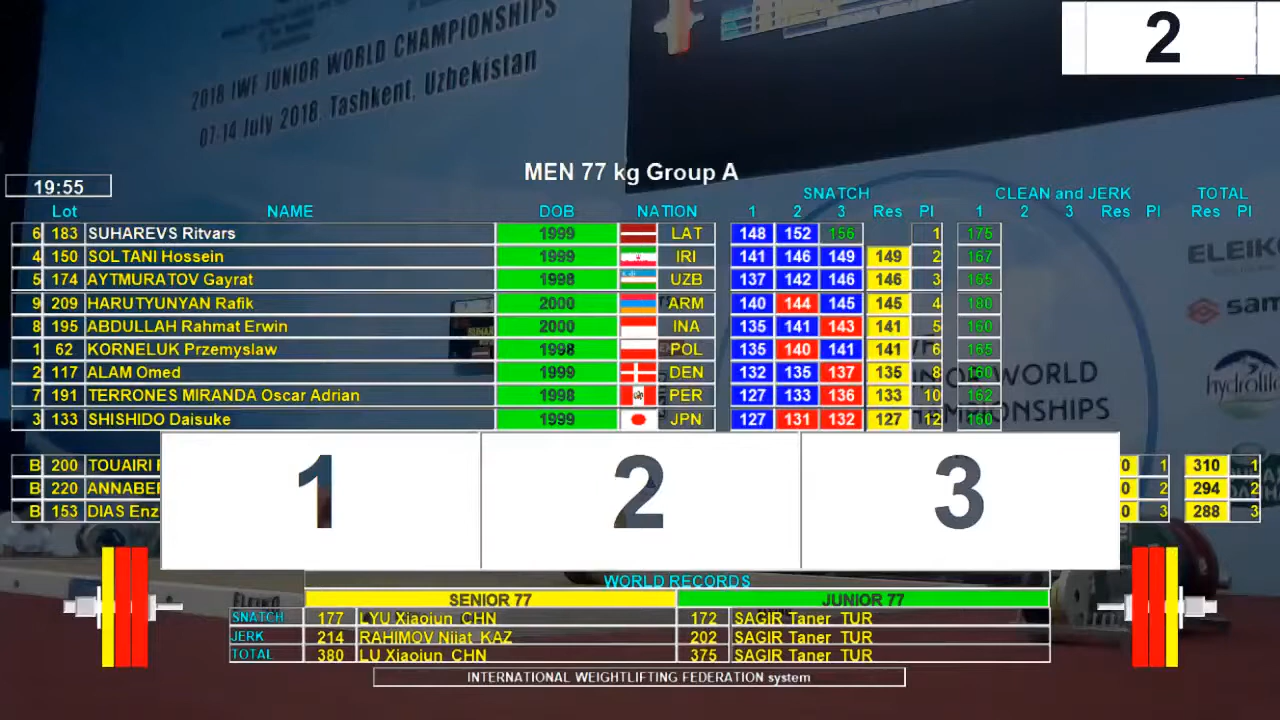 2
2018 IWF JUNIOR WORLD CHAMPIONSHIPS
07-14 July 2018, Tashkent, Uzbekistan
MEN 77 kg Group A
19:55
SNATCH CLEAN and JERK TOTAL
Lot NAME DOB NATION 1 2 3 Res Pl 1 2 3 Res Pl Res Pl
6 183 SUHAREVS Ritvars 1999 LAT 148 152 156 1 175
4 150 SOLTANI Hossein 1999 IRI 141 146 149 149 2 167
5 174 AYTMURATOV Gayrat 1998 UZB 137 142 146 146 3 165
9 209 HARUTYUNYAN Rafik 2000 ARM 140 144 145 145 4 180
8 195 ABDULLAH Rahmat Erwin 2000 INA 135 141 143 141 5 160
1 62 KORNELUK Przemyslaw 1998 POL 135 140 141 141 6 165
2 117 ALAM Omed 1999 DEN 132 135 137 135 8 160
7 191 TERRONES MIRANDA Oscar Adrian 1998 PER 127 133 136 133 10 162
3 133 SHISHIDO Daisuke 1999 JPN 127 131 132 127 12 160
ELEIKO
sam
hydrolife
WORLD
B 200 TOUAIRI 0 1 310 1
B 220 ANNABE 0 2 294 2
B 153 DIAS Enz 0 3 288 3
1 2 3
WORLD RECORDS
SENIOR 77 JUNIOR 77
SNATCH 177 LYU Xiaojun CHN 172 SAGIR Taner TUR
JERK 214 RAHIMOV Nijat KAZ 202 SAGIR Taner TUR
TOTAL 380 LU Xiaojun CHN 375 SAGIR Taner TUR
ELEIKO
INTERNATIONAL WEIGHTLIFTING FEDERATION system